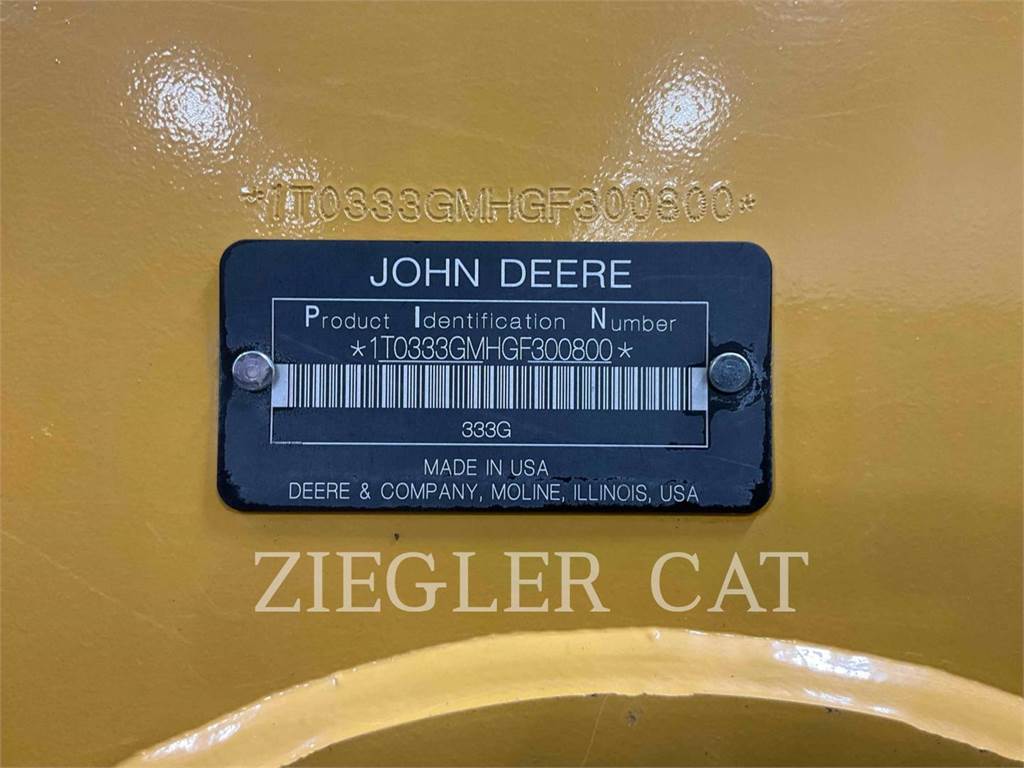 *1T0333GMHGF300800*
JOHN DEERE
Product Identification Number
*1T0333GMHGF300800*
333G
MADE IN USA
DEERE & COMPANY, MOLINE, ILLINOIS, USA
ZIEGLER CAT